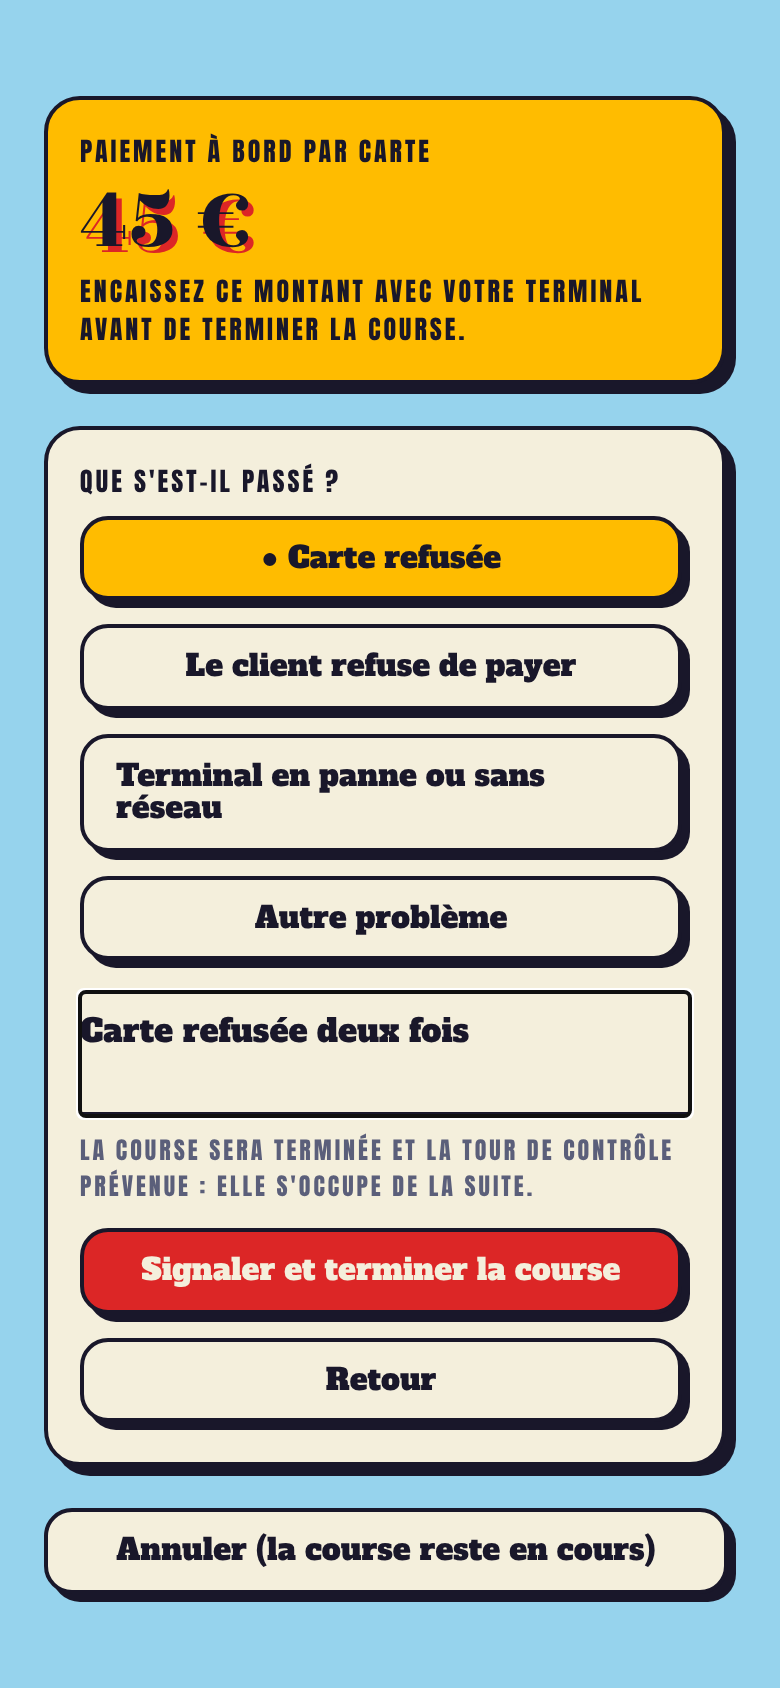 PAIEMENT À BORD PAR CARTE
45 €
ENCAISSEZ CE MONTANT AVEC VOTRE TERMINAL
AVANT DE TERMINER LA COURSE.
QUE S'EST-IL PASSÉ ?
• Carte refusée
Le client refuse de payer
Terminal en panne ou sans
réseau
Autre problème
Carte refusée deux fois
LA COURSE SERA TERMINÉE ET LA TOUR DE CONTRÔLE
PRÉVENUE : ELLE S'OCCUPE DE LA SUITE.
Signaler et terminer la course
Retour
Annuler (la course reste en cours)